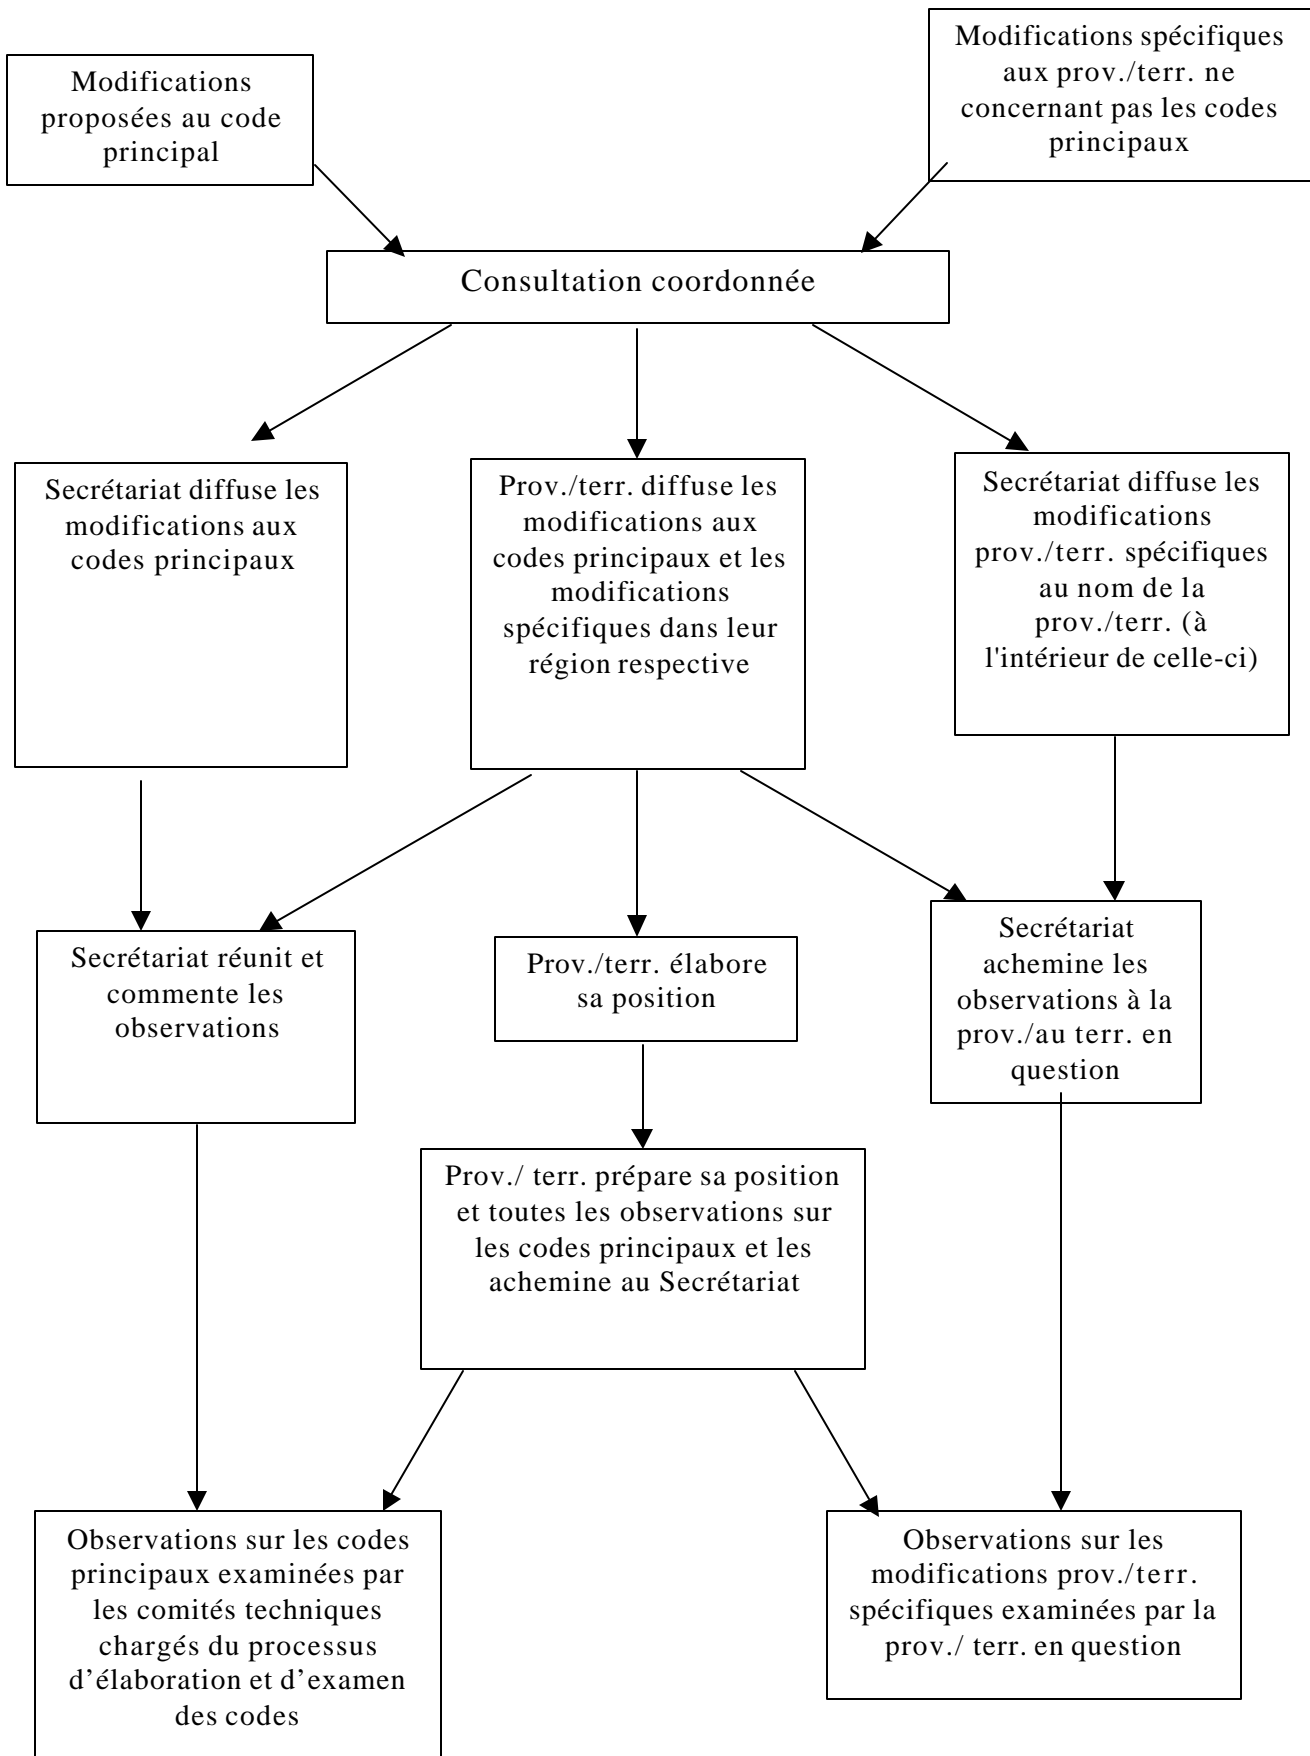 Modifications
proposées au code
principal
Modifications spécifiques
aux prov./terr. ne
concernant pas les codes
principaux
Consultation coordonnée
Secrétariat diffuse les
modifications aux
codes principaux
Prov./terr. diffuse les
modifications aux
codes principaux et les
modifications
spécifiques dans leur
région respective
Secrétariat diffuse les
modifications
prov./terr. spécifiques
au nom de la
prov./terr. (à
l'intérieur de celle-ci)
Secrétariat réunit et
commente les
observations
Prov./terr. élabore
sa position
Secrétariat
achemine les
observations à la
prov./au terr. en
question
Prov./ terr. prépare sa position
et toutes les observations sur
les codes principaux et les
achemine au Secrétariat
Observations sur les codes
principaux examinées par
les comités techniques
chargés du processus
d’élaboration et d’examen
des codes
Observations sur les
modifications prov./terr.
spécifiques examinées par la
prov./ terr. en question